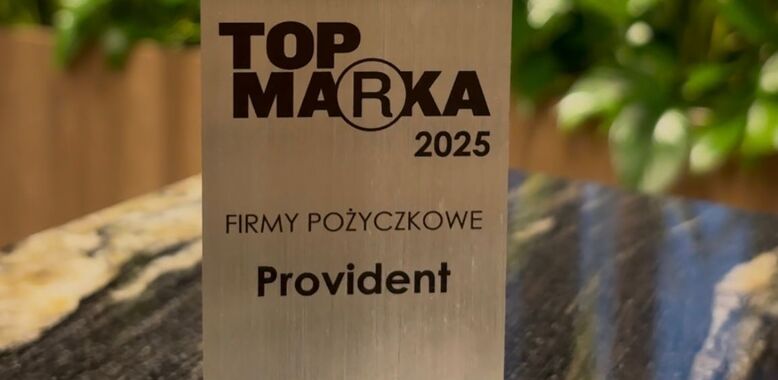 TOP
MARKA
2025
FIRMY POŻYCZKOWE
Provident